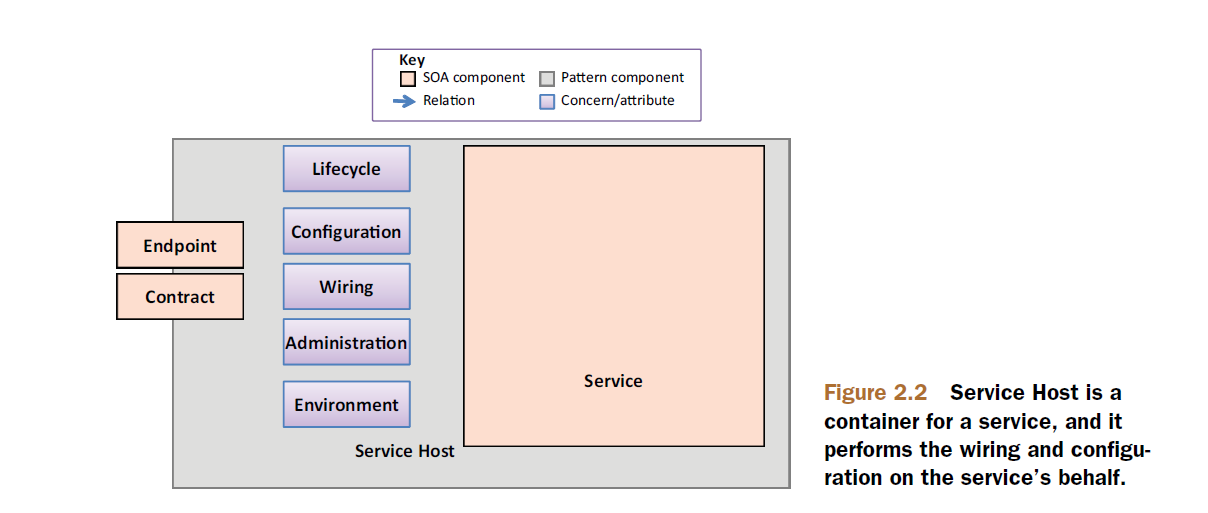 Key
SOA component
Pattern component
Relation
Concern/attribute
Lifecycle
Configuration
Wiring
Administration
Environment
Endpoint
Contract
Service
Service Host
Figure 2.2 Service Host is a
container for a service, and it
performs the wiring and configu-
ration on the service’s behalf.